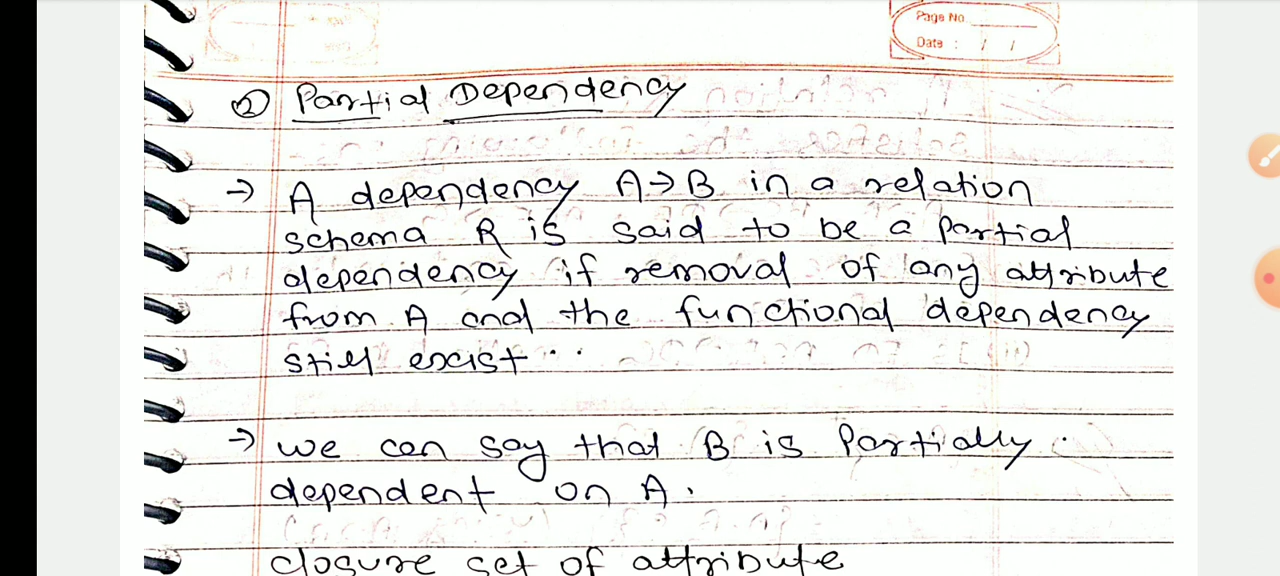 Page No.
Date : / /
② Partial Dependency
→ A dependency A→B in a relation
schema R is said to be a partial
dependency if removal of any attribute
from A and the functional dependency
still exist..
→ we can say that B is Partially
dependent on A.
closure set of attribute